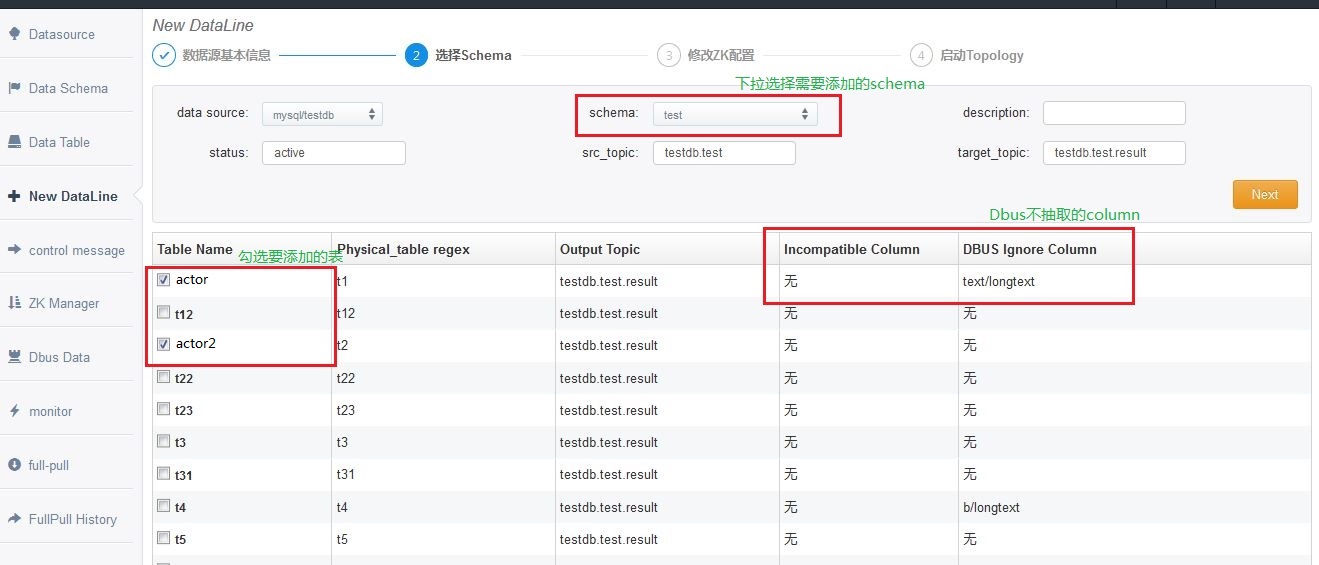 New DataLine
数据源基本信息
2 选择Schema
3 修改ZK配置
4 启动Topology
Datasource
Data Schema
Data Table
New DataLine
control message
ZK Manager
Dbus Data
monitor
full-pull
FullPull History
下拉选择需要添加的schema
data source: mysql/testdb schema: test description:
status: active src_topic: testdb.test target_topic: testdb.test.result
Next
Dbus不抽取的column
勾选要添加的表
Table Name Physical_table regex Output Topic Incompatible Column DBUS Ignore Column
actor t1 testdb.test.result 无 text/longtext
t12 t12 testdb.test.result 无 无
actor2 t2 testdb.test.result 无 无
t22 t22 testdb.test.result 无 无
t23 t23 testdb.test.result 无 无
t3 t3 testdb.test.result 无 无
t31 t31 testdb.test.result 无 无
t4 t4 testdb.test.result 无 b/longtext
t5 t5 testdb.test.result 无 无